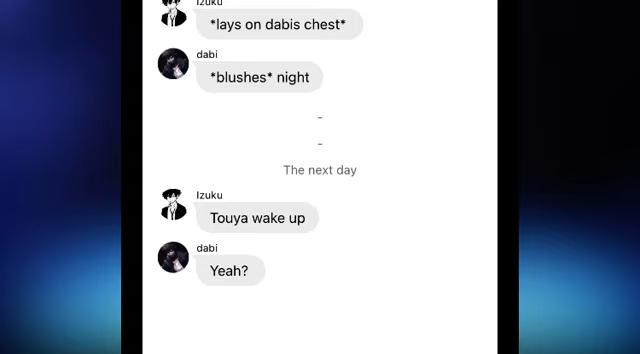 Izuku
*lays on dabis chest*
dabi
*blushes* night
-
-
The next day
Izuku
Touya wake up
dabi
Yeah?